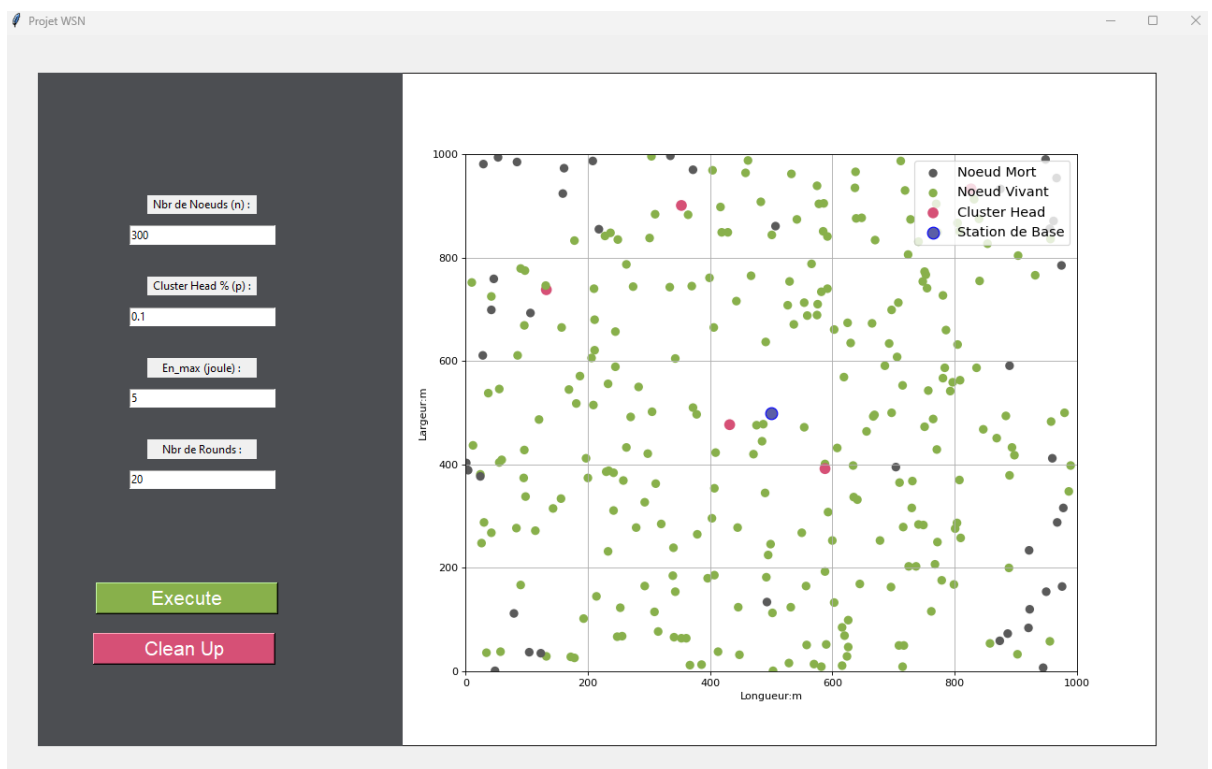 Projet WSN
Nbr de Noeuds (n) :
300
Cluster Head % (p) :
0.1
En_max (joule) :
5
Nbr de Rounds :
20
Execute
Clean Up
Noeud Mort
Noeud Vivant
Cluster Head
Station de Base
1000
800
600
400
200
0
Largeur:m
0 200 400 600 800 1000
Longueur:m